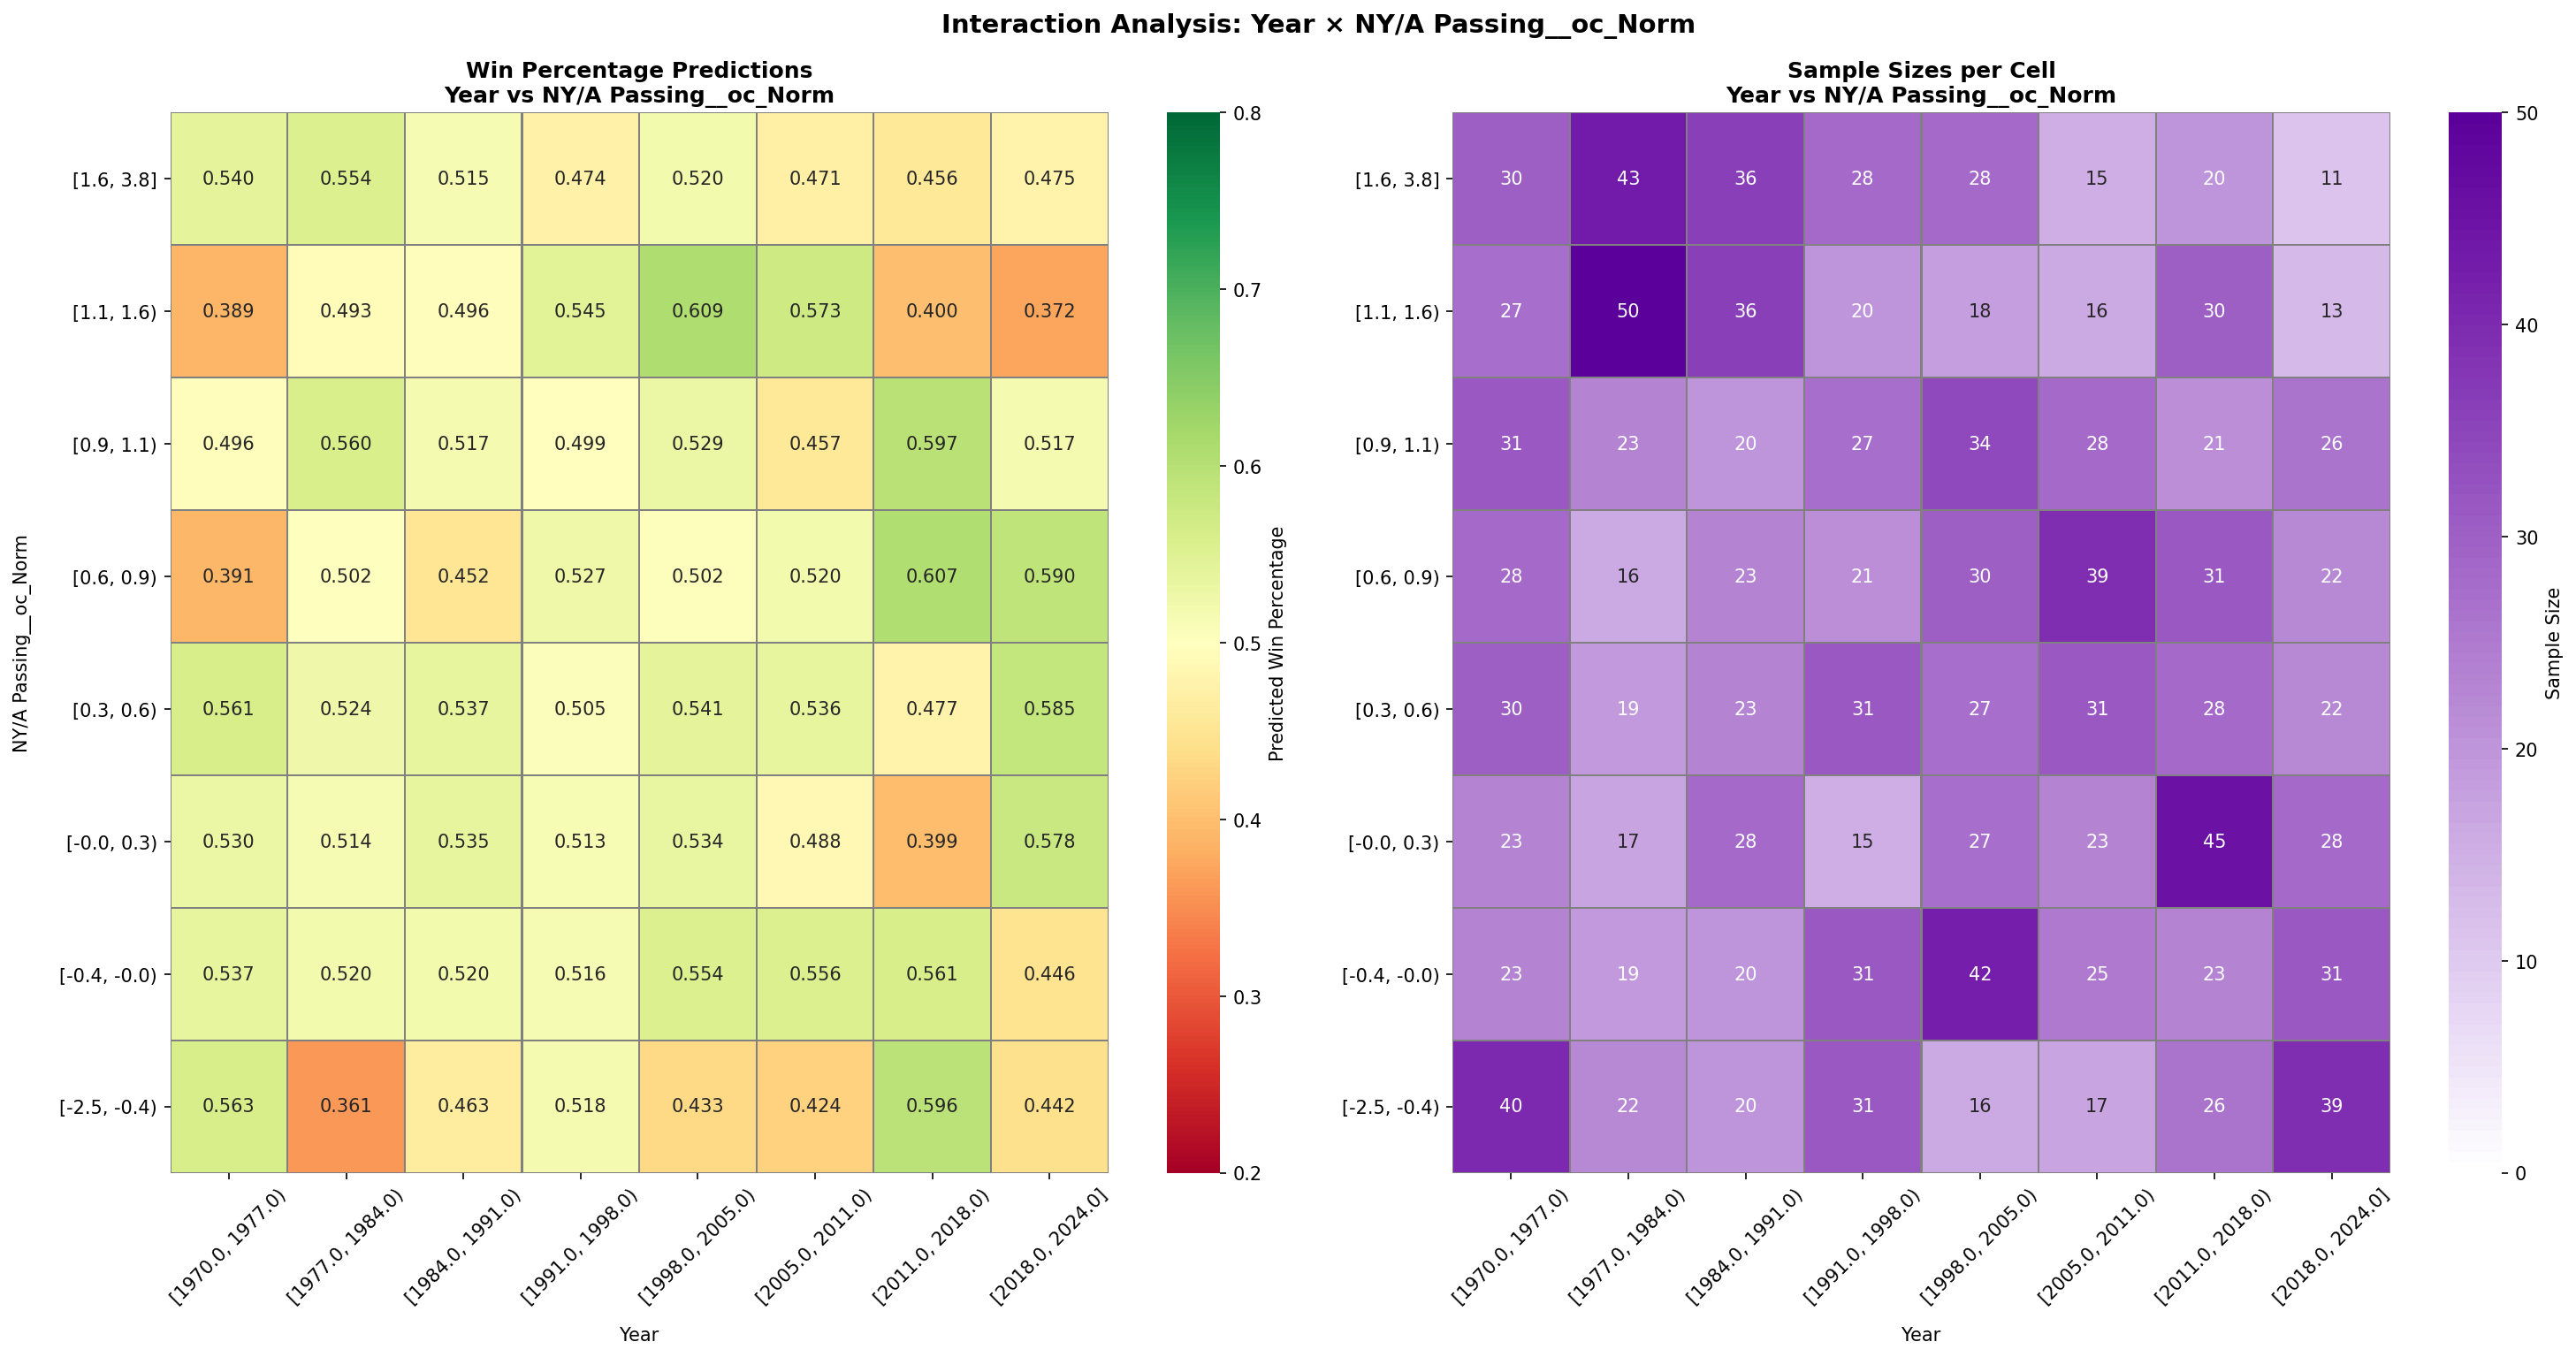 Interaction Analysis: Year × NY/A Passing__oc_Norm
Win Percentage Predictions
Year vs NY/A Passing__oc_Norm
NY/A Passing__oc_Norm
[1.6, 3.8] 0.540 0.554 0.515 0.474 0.520 0.471 0.456 0.475
[1.1, 1.6) 0.389 0.493 0.496 0.545 0.609 0.573 0.400 0.372
[0.9, 1.1) 0.496 0.560 0.517 0.499 0.529 0.457 0.597 0.517
[0.6, 0.9) 0.391 0.502 0.452 0.527 0.502 0.520 0.607 0.590
[0.3, 0.6) 0.561 0.524 0.537 0.505 0.541 0.536 0.477 0.585
[-0.0, 0.3) 0.530 0.514 0.535 0.513 0.534 0.488 0.399 0.578
[-0.4, -0.0) 0.537 0.520 0.520 0.516 0.554 0.556 0.561 0.446
[-2.5, -0.4) 0.563 0.361 0.463 0.518 0.433 0.424 0.596 0.442
[1970.0, 1977.0) [1977.0, 1984.0) [1984.0, 1991.0) [1991.0, 1998.0) [1998.0, 2005.0) [2005.0, 2011.0) [2011.0, 2018.0) [2018.0, 2024.0]
Year
0.8
0.7
0.6
0.5
0.4
0.3
0.2
Predicted Win Percentage
Sample Sizes per Cell
Year vs NY/A Passing__oc_Norm
[1.6, 3.8] 30 43 36 28 28 15 20 11
[1.1, 1.6) 27 50 36 20 18 16 30 13
[0.9, 1.1) 31 23 20 27 34 28 21 26
[0.6, 0.9) 28 16 23 21 30 39 31 22
[0.3, 0.6) 30 19 23 31 27 31 28 22
[-0.0, 0.3) 23 17 28 15 27 23 45 28
[-0.4, -0.0) 23 19 20 31 42 25 23 31
[-2.5, -0.4) 40 22 20 31 16 17 26 39
[1970.0, 1977.0) [1977.0, 1984.0) [1984.0, 1991.0) [1991.0, 1998.0) [1998.0, 2005.0) [2005.0, 2011.0) [2011.0, 2018.0) [2018.0, 2024.0]
Year
50
40
30
20
10
0
Sample Size